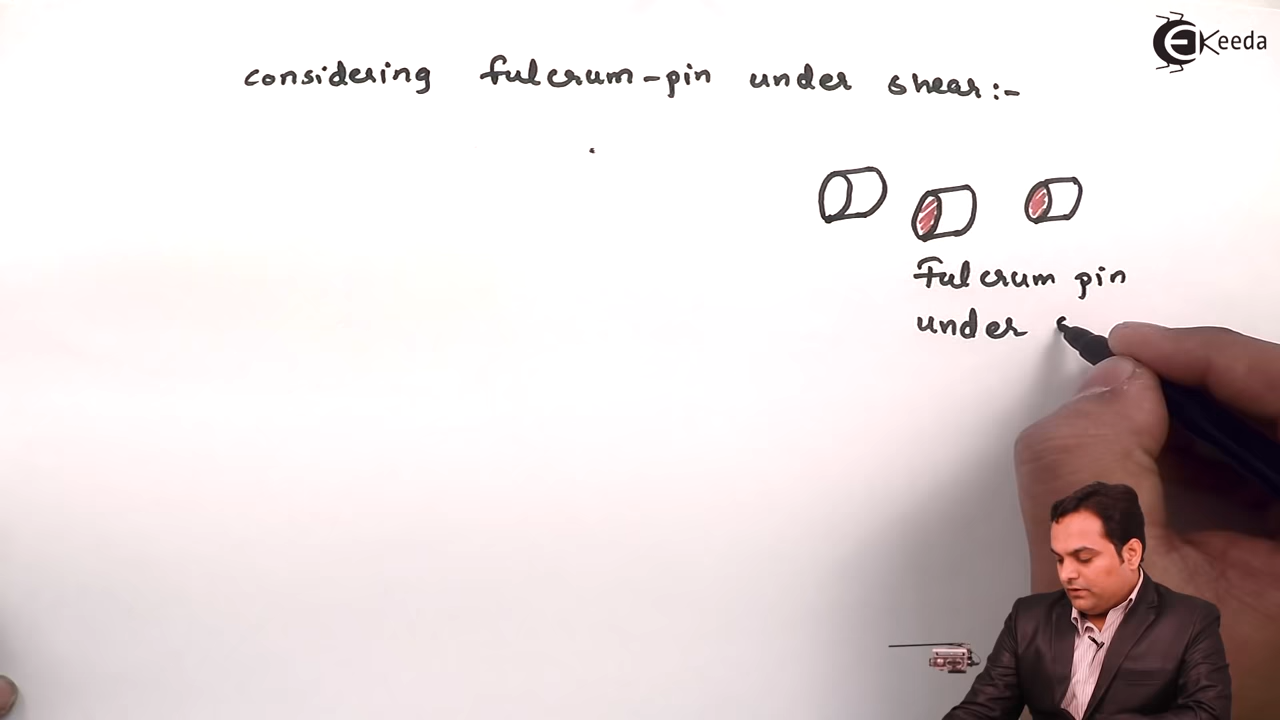 considering fulcrum-pin under shear:-
EKeeda
Fulcrum pin
under s